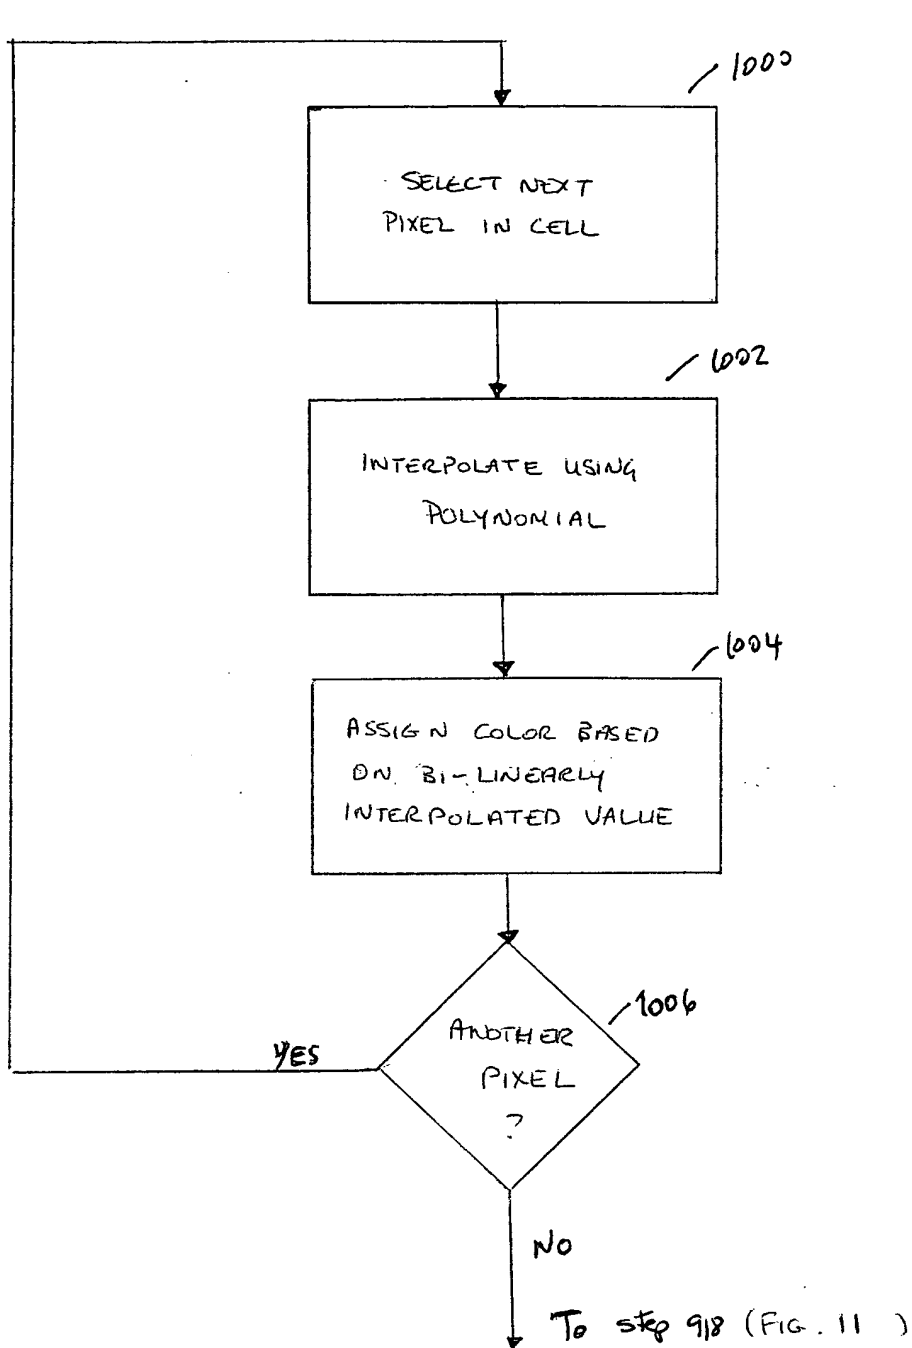 1000
SELECT NEXT
PIXEL IN CELL
1002
INTERPOLATE USING
POLYNOMIAL
1004
ASSIGN COLOR BASED
ON BI-LINEARLY
INTERPOLATED VALUE
1006
ANOTHER
PIXEL
?
YES
NO
To step 918 (FIG. 11 )